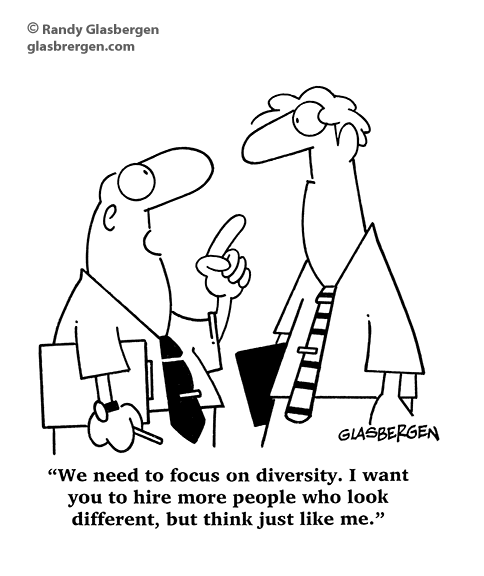 © Randy Glasbergen
glasbrergen.com
GLASBERGEN
“We need to focus on diversity. I want
you to hire more people who look
different, but think just like me.”